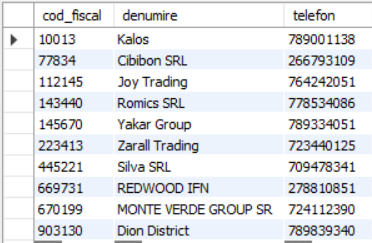 cod_fiscal denumire telefon
10013 Kalos 789001138
77834 Cibibon SRL 266793109
112145 Joy Trading 764242051
143440 Romics SRL 778534086
145670 Yakar Group 789334051
223413 Zarall Trading 723440125
445221 Silva SRL 709478341
669731 REDWOOD IFN 278810851
670199 MONTE VERDE GROUP SR 724112390
903130 Dion District 789839340